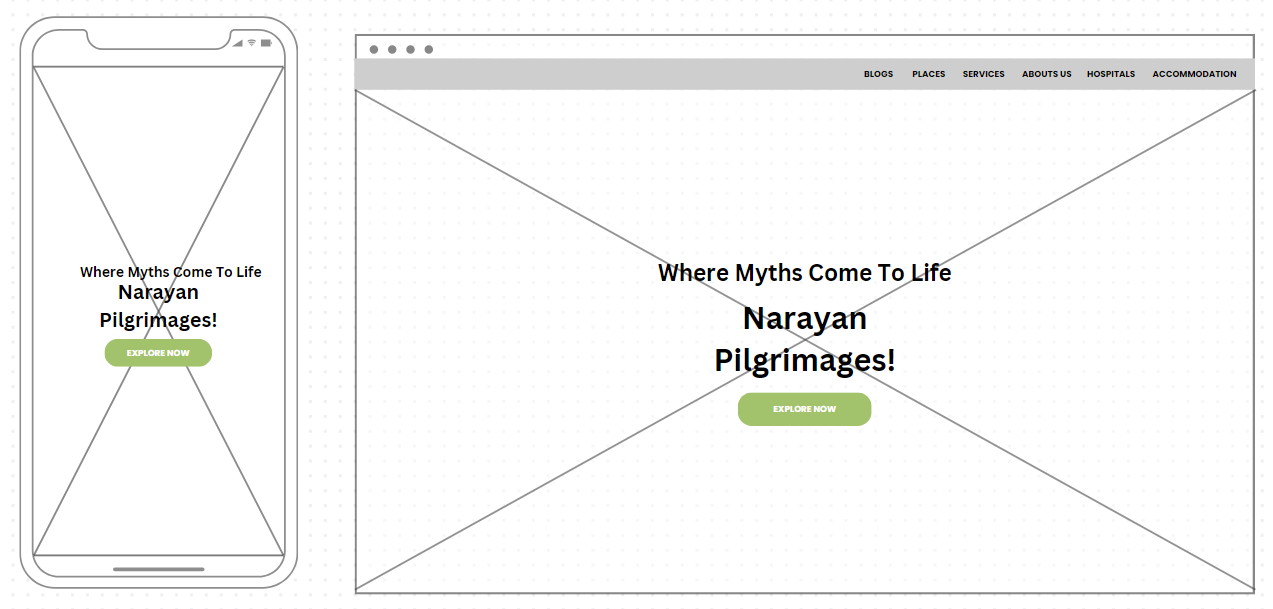 Where Myths Come To Life
Narayan
Pilgrimages!
EXPLORE NOW
BLOGS PLACES SERVICES ABOUTS US HOSPITALS ACCOMMODATION
Where Myths Come To Life
Narayan
Pilgrimages!
EXPLORE NOW